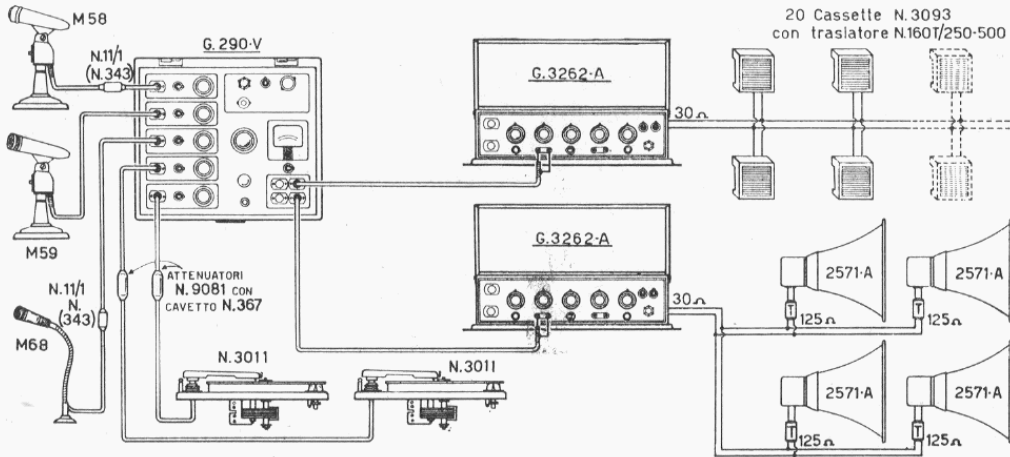 M58
G.290-V
20 Cassette N.3093
con traslatore N.160T/250-500
N.11/1
(N.343)
G.3262-A
30Ω
M59
G.3262-A
30Ω
2571-A
2571-A
125Ω
125Ω
ATTENUATORI
N.9081 CON
CAVETTO N.367
N.11/1
N.
(343)
M68
N.3011
N.3011
2571-A
2571-A
T
T
T
T
125Ω
125Ω